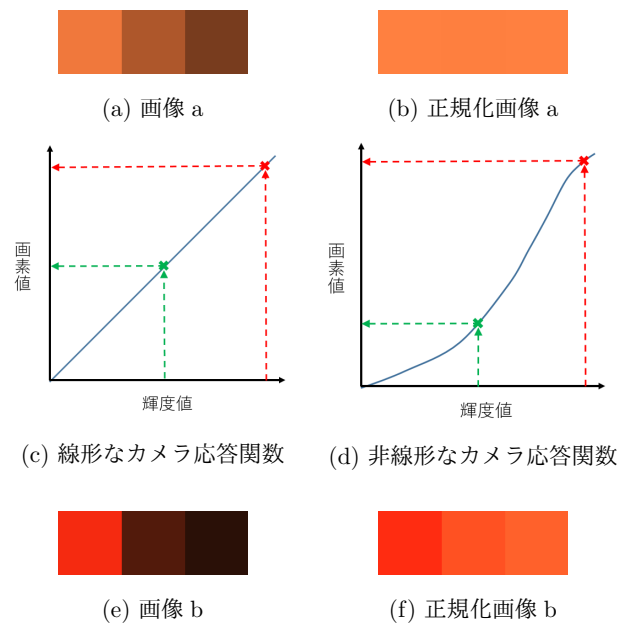 (a) 画像 a
(b) 正規化画像 a
画素値
輝度値
画素値
輝度値
(c) 線形なカメラ応答関数
(d) 非線形なカメラ応答関数
(e) 画像 b
(f) 正規化画像 b